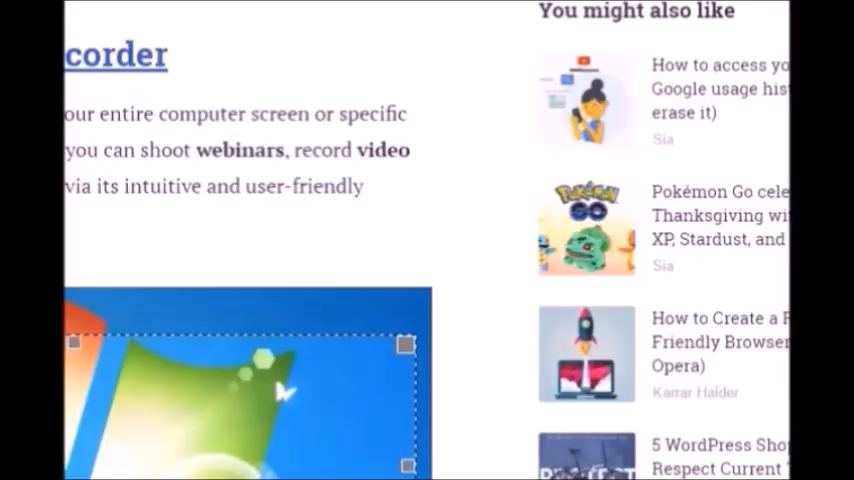 corder
our entire computer screen or specific
you can shoot webinars, record video
via its intuitive and user-friendly
You might also like
How to access yo
Google usage his
erase it)
Sia
POKÉMON
GO
Pokémon Go cele
Thanksgiving wi
XP, Stardust, and
Sia
How to Create a F
Friendly Browser
Opera)
Karrar Haider
5 WordPress Sho
Respect Current